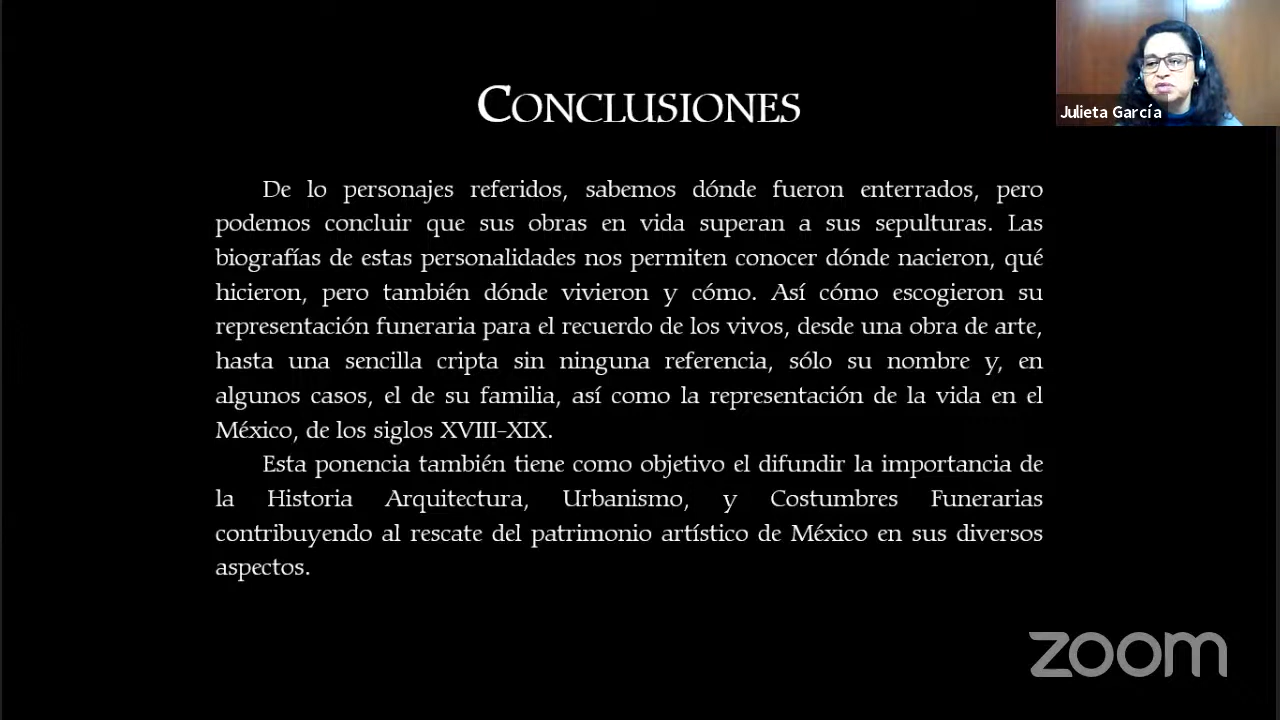 CONCLUSIONES
Julieta García
De lo personajes referidos, sabemos dónde fueron enterrados, pero
podemos concluir que sus obras en vida superan a sus sepulturas. Las
biografías de estas personalidades nos permiten conocer dónde nacieron, qué
hicieron, pero también dónde vivieron y cómo. Así cómo escogieron su
representación funeraria para el recuerdo de los vivos, desde una obra de arte,
hasta una sencilla cripta sin ninguna referencia, sólo su nombre y, en
algunos casos, el de su familia, así como la representación de la vida en el
México, de los siglos XVIII-XIX.
Esta ponencia también tiene como objetivo el difundir la importancia de
la Historia Arquitectura, Urbanismo, y Costumbres Funerarias
contribuyendo al rescate del patrimonio artístico de México en sus diversos
aspectos.
zoom